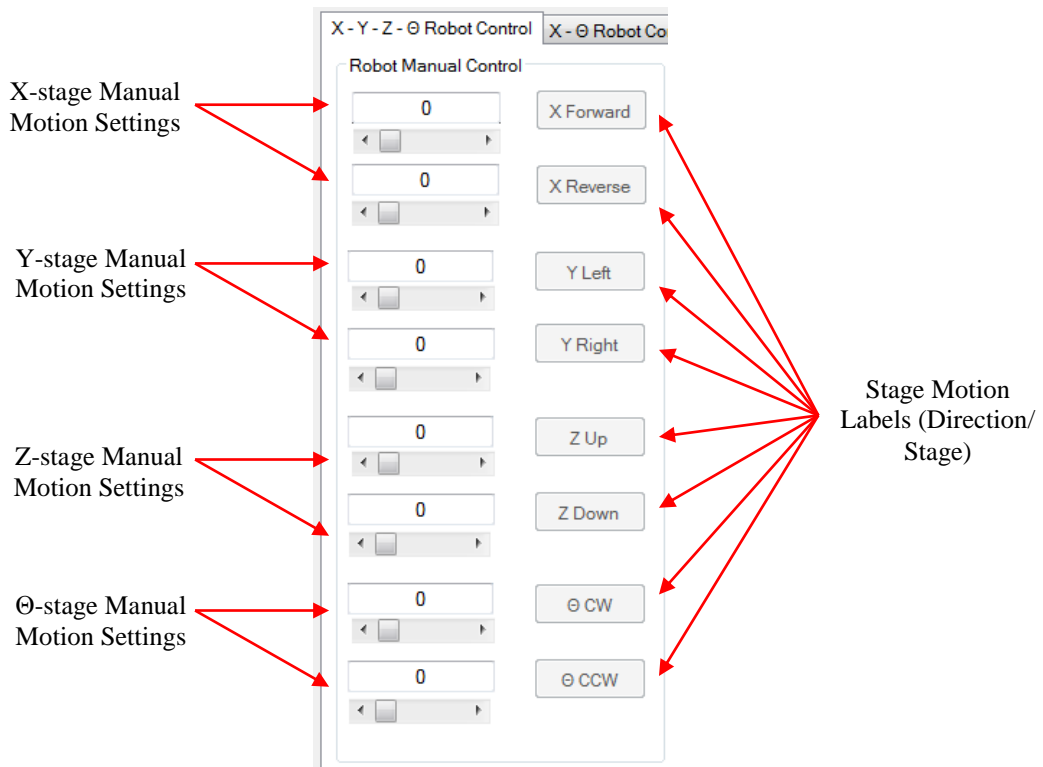 X - Y - Z - Θ Robot Control
X - Θ Robot Co
Robot Manual Control
X-stage Manual
Motion Settings
0
X Forward
0
X Reverse
Y-stage Manual
Motion Settings
0
Y Left
0
Y Right
Stage Motion
Labels (Direction/
Stage)
Z-stage Manual
Motion Settings
0
Z Up
0
Z Down
Θ-stage Manual
Motion Settings
0
Θ CW
0
Θ CCW